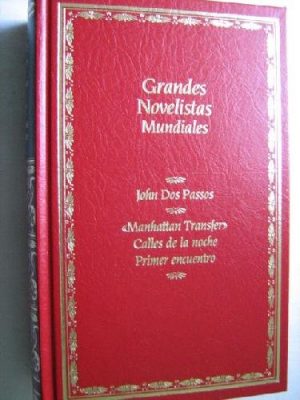 Grandes
Novelistas
Mundiales
John Dos Passos
«Manhattan Transfer»
Calles de la noche
Primer encuentro